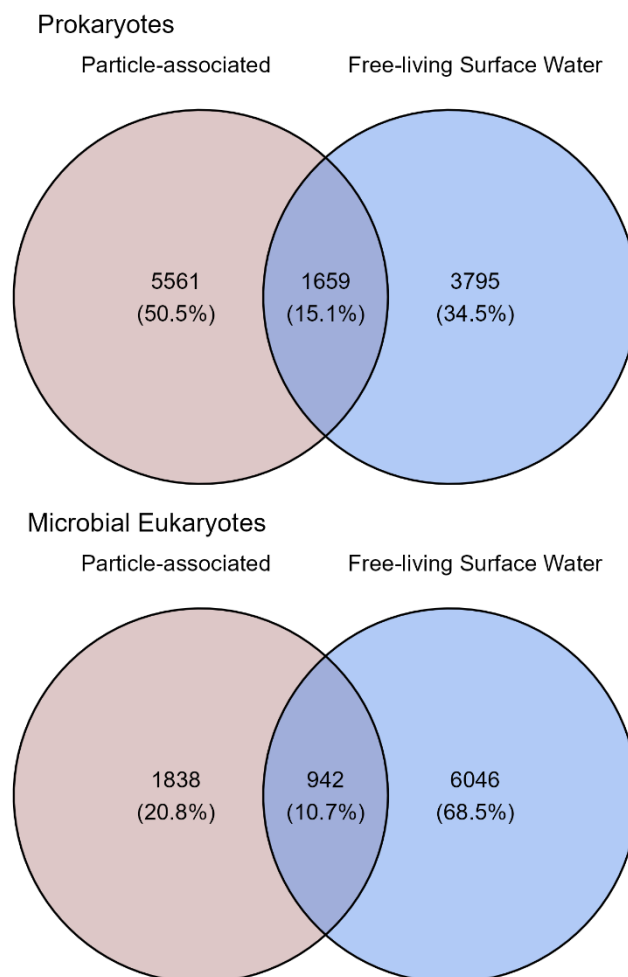 Prokaryotes
Particle-associated Free-living Surface Water
5561 1659 3795
(50.5%) (15.1%) (34.5%)
Microbial Eukaryotes
Particle-associated Free-living Surface Water
1838 942 6046
(20.8%) (10.7%) (68.5%)